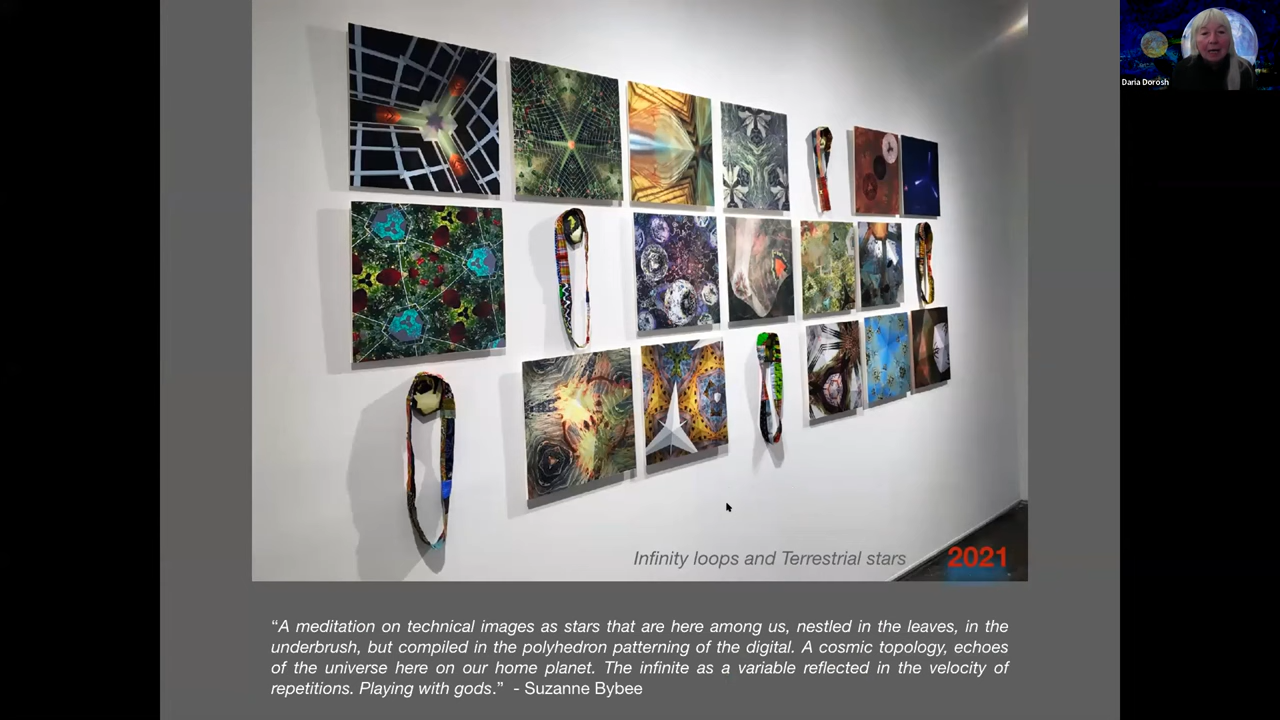 Daria Dorosh
Infinity loops and Terrestrial stars 2021
“A meditation on technical images as stars that are here among us, nestled in the leaves, in the
underbrush, but compiled in the polyhedron patterning of the digital. A cosmic topology, echoes
of the universe here on our home planet. The infinite as a variable reflected in the velocity of
repetitions. Playing with gods.” - Suzanne Bybee